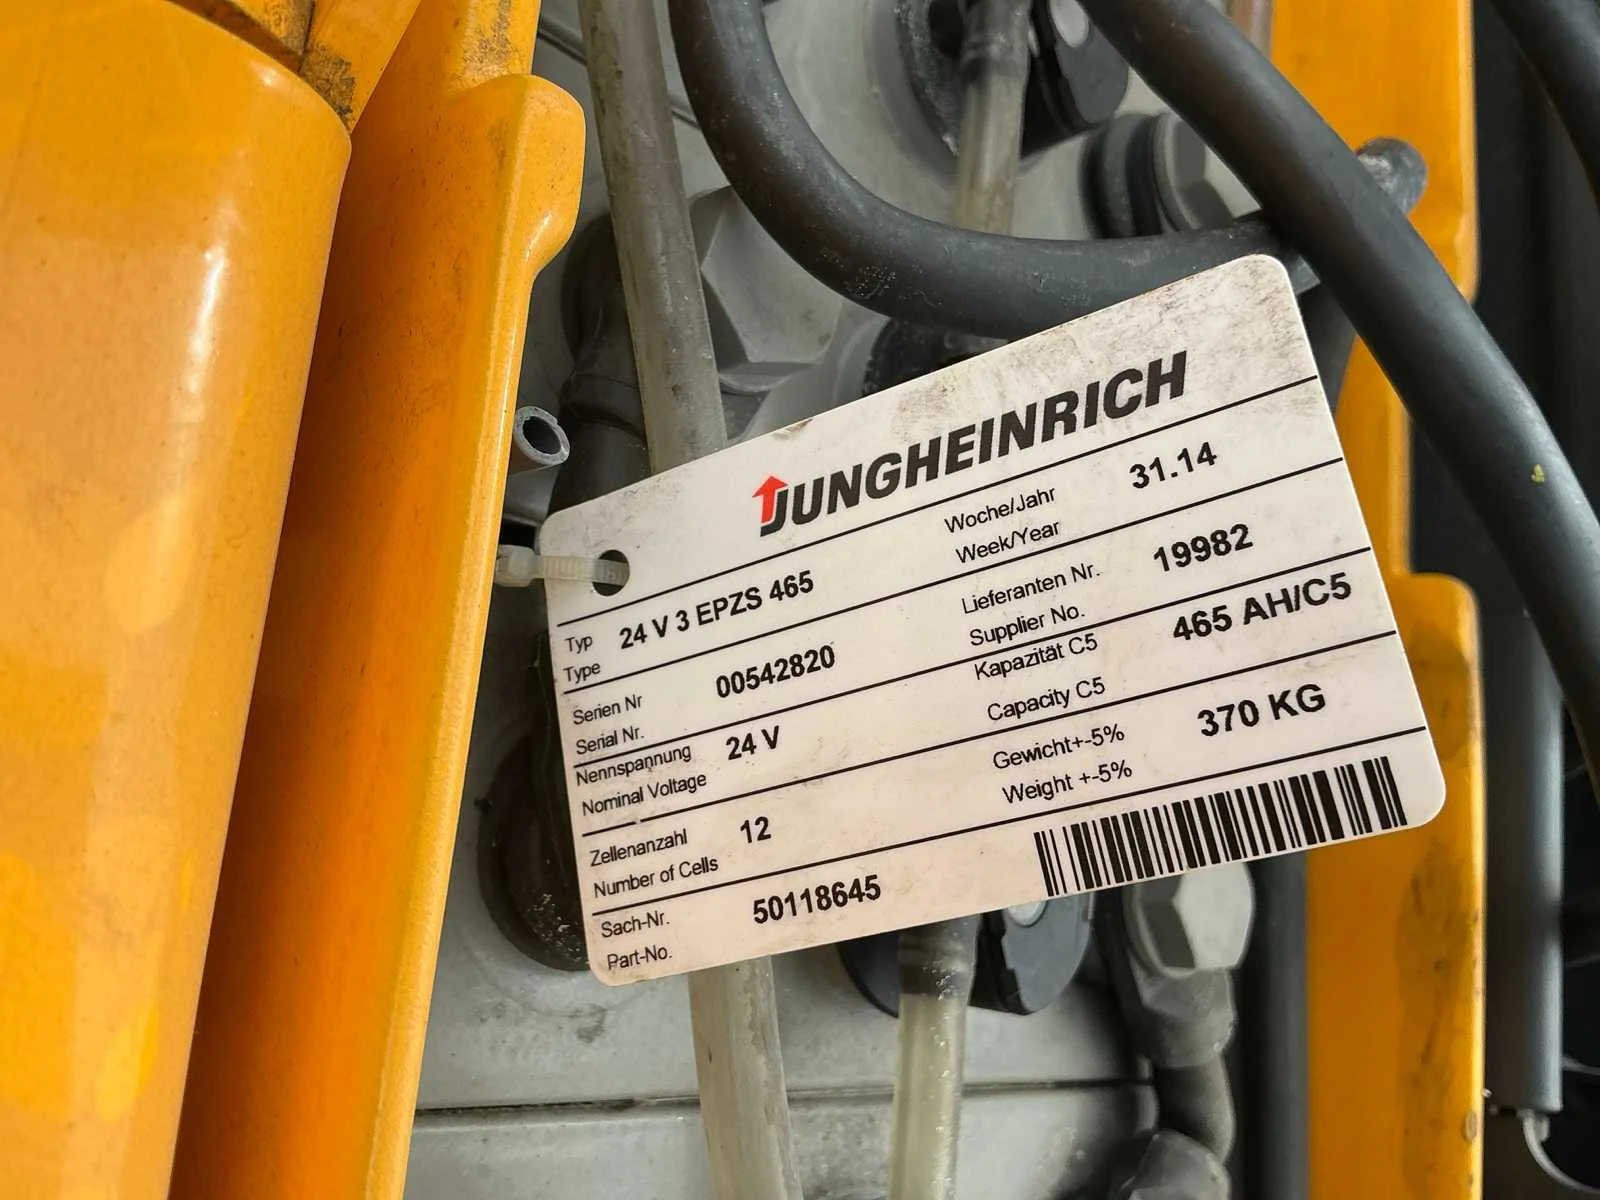 JUNGHEINRICH
Typ
Type
24 V 3 EPZS 465
Woche/Jahr
Week/Year
31.14
Serien Nr
Serial Nr.
00542820
Lieferanten Nr.
Supplier No.
19982
Nennspannung
Nominal Voltage
24 V
Kapazität C5
Capacity C5
465 AH/C5
Zellenanzahl
Number of Cells
12
Gewicht+-5%
Weight +-5%
370 KG
Sach-Nr.
Part-No.
50118645